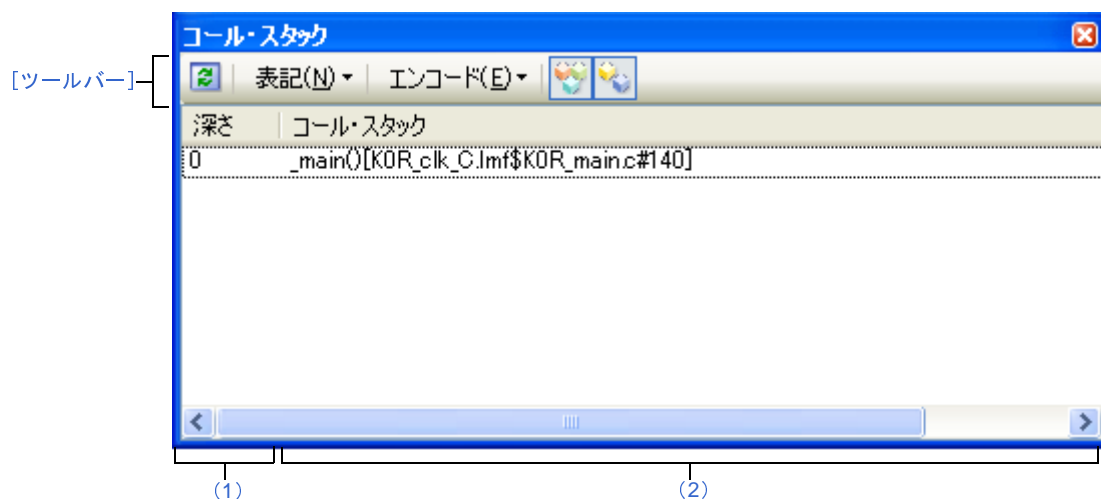 コール・スタック
[ツールバー]
表記(N) エンコード(E)
深さ コール・スタック
0 _main()[K0R_clk_C.lmf$K0R_main.c#140]
(1) (2)